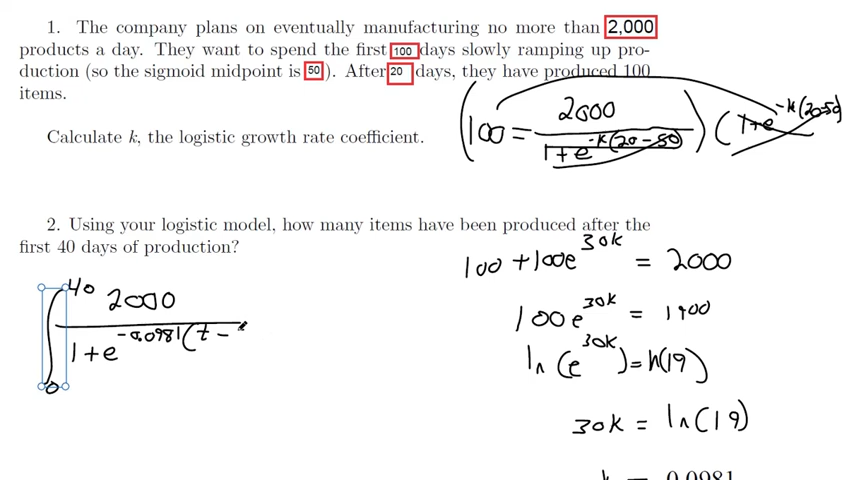 1. The company plans on eventually manufacturing no more than 2,000
products a day. They want to spend the first 100 days slowly ramping up pro-
duction (so the sigmoid midpoint is 50). After 20 days, they have produced 100
items.
Calculate k, the logistic growth rate coefficient.
(100 = 2000 / 1+e^-k(20-50)) (1+e^-k(20-50))
2. Using your logistic model, how many items have been produced after the
first 40 days of production?
∫ 0 40 2000 / 1+e^-0.0981(t -
100 + 100e^30k = 2000
100e^30k = 1900
ln(e^30k) = ln(19)
30k = ln(19)
k = 0.0981